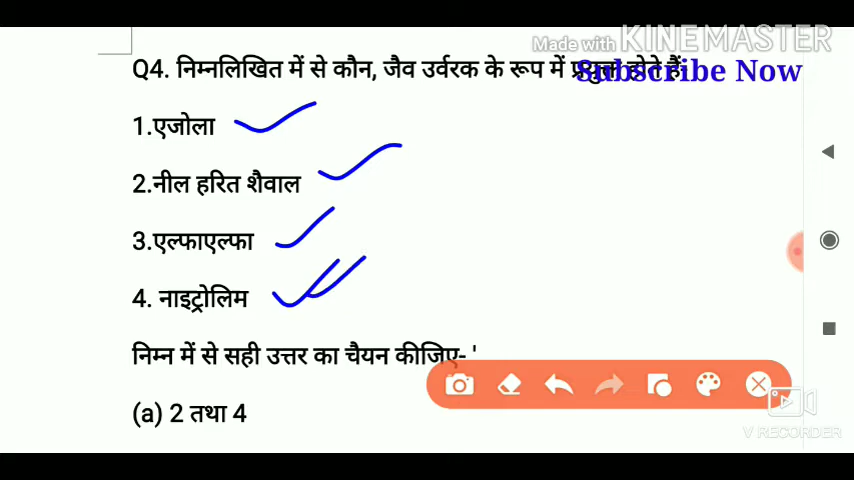 Made with KINEMASTER
Q4. निम्नलिखित में से कौन, जैव उर्वरक के रूप में प्रयुक्त होते हैं-
Subscribe Now
1.एजोला
2.नील हरित शैवाल
3.एल्फाएल्फा
4. नाइट्रोलिम
निम्न में से सही उत्तर का चैयन कीजिए- '
(a) 2 तथा 4
V RECORDER